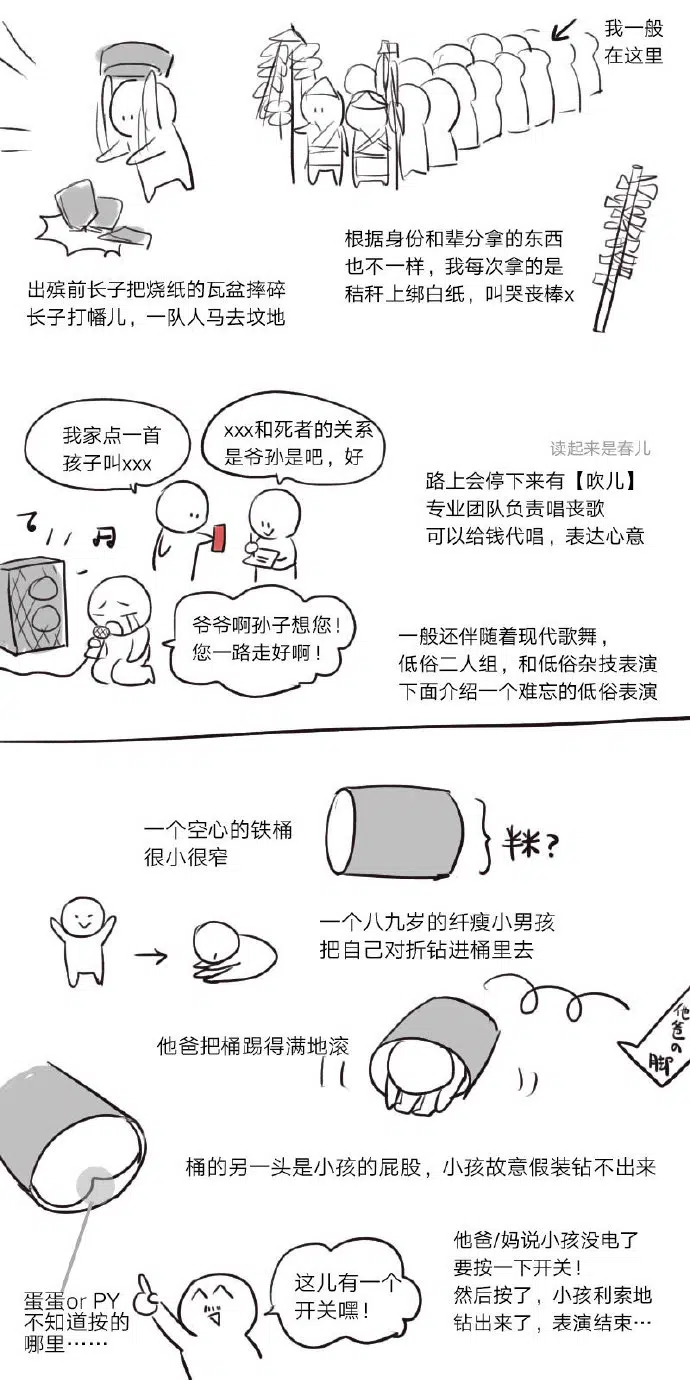 我一般
在这里
根据身份和辈分拿的东西
也不一样，我每次拿的是
秸秆上绑白纸，叫哭丧棒x
出殡前长子把烧纸的瓦盆摔碎
长子打幡儿，一队人马去坟地
我家点一首
孩子叫xxx
xxx和死者的关系
是爷孙是吧，好
读起来是春儿
路上会停下来有【吹儿】
专业团队负责唱丧歌
可以给钱代唱，表达心意
爷爷啊孙子想您！
您一路走好啊！
一般还伴随着现代歌舞，
低俗二人组，和低俗杂技表演
下面介绍一个难忘的低俗表演
一个空心的铁桶
很小很窄
半米？
一个八九岁的纤瘦小男孩
把自己对折钻进桶里去
他爸把桶踢得满地滚
他爸の
脚
桶的另一头是小孩的屁股，小孩故意假装钻不出来
他爸/妈说小孩没电了
要按一下开关！
然后按了，小孩利索地
钻出来了，表演结束…
这儿有一个
开关嘿！
蛋蛋or PY
不知道按的
哪里……